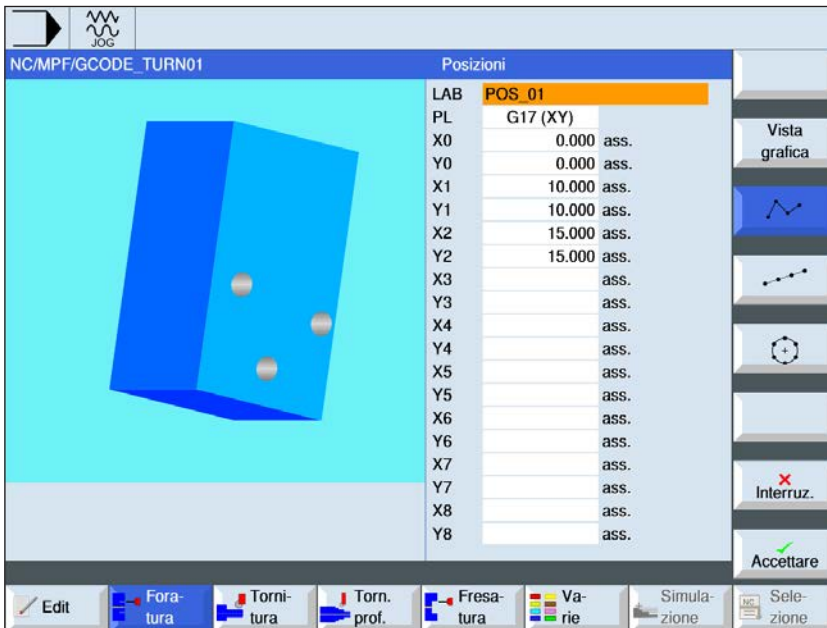 JOG
NC/MPF/GCODE_TURN01
Posizioni
LAB POS_01
PL G17 (XY)
X0 0.000 ass.
Y0 0.000 ass.
X1 10.000 ass.
Y1 10.000 ass.
X2 15.000 ass.
Y2 15.000 ass.
X3 ass.
Y3 ass.
X4 ass.
Y4 ass.
X5 ass.
Y5 ass.
X6 ass.
Y6 ass.
X7 ass.
Y7 ass.
X8 ass.
Y8 ass.
Vista
grafica
Interruz.
Accettare
Edit
Fora-
tura
Torni-
tura
Torn.
prof.
Fresa-
tura
Va-
rie
Simula-
zione
NC
Sele-
zione